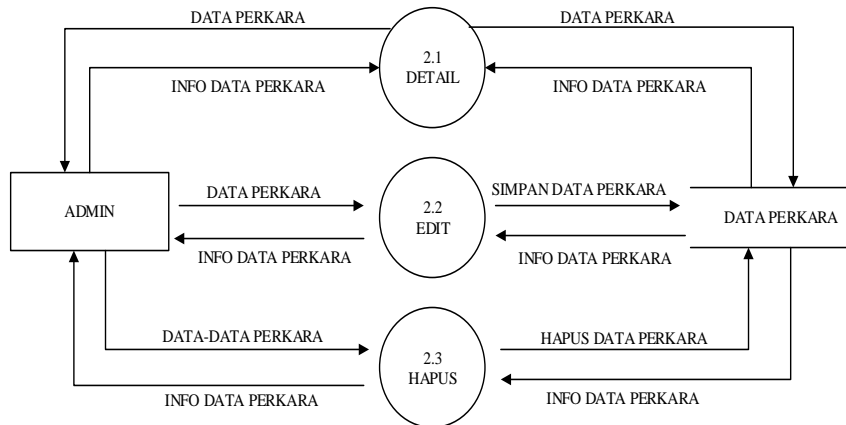 DATA PERKARA
DATA PERKARA
2.1
DETAIL
INFO DATA PERKARA
INFO DATA PERKARA
DATA PERKARA
SIMPAN DATA PERKARA
ADMIN
2.2
EDIT
DATA PERKARA
INFO DATA PERKARA
INFO DATA PERKARA
DATA-DATA PERKARA
HAPUS DATA PERKARA
2.3
HAPUS
INFO DATA PERKARA
INFO DATA PERKARA